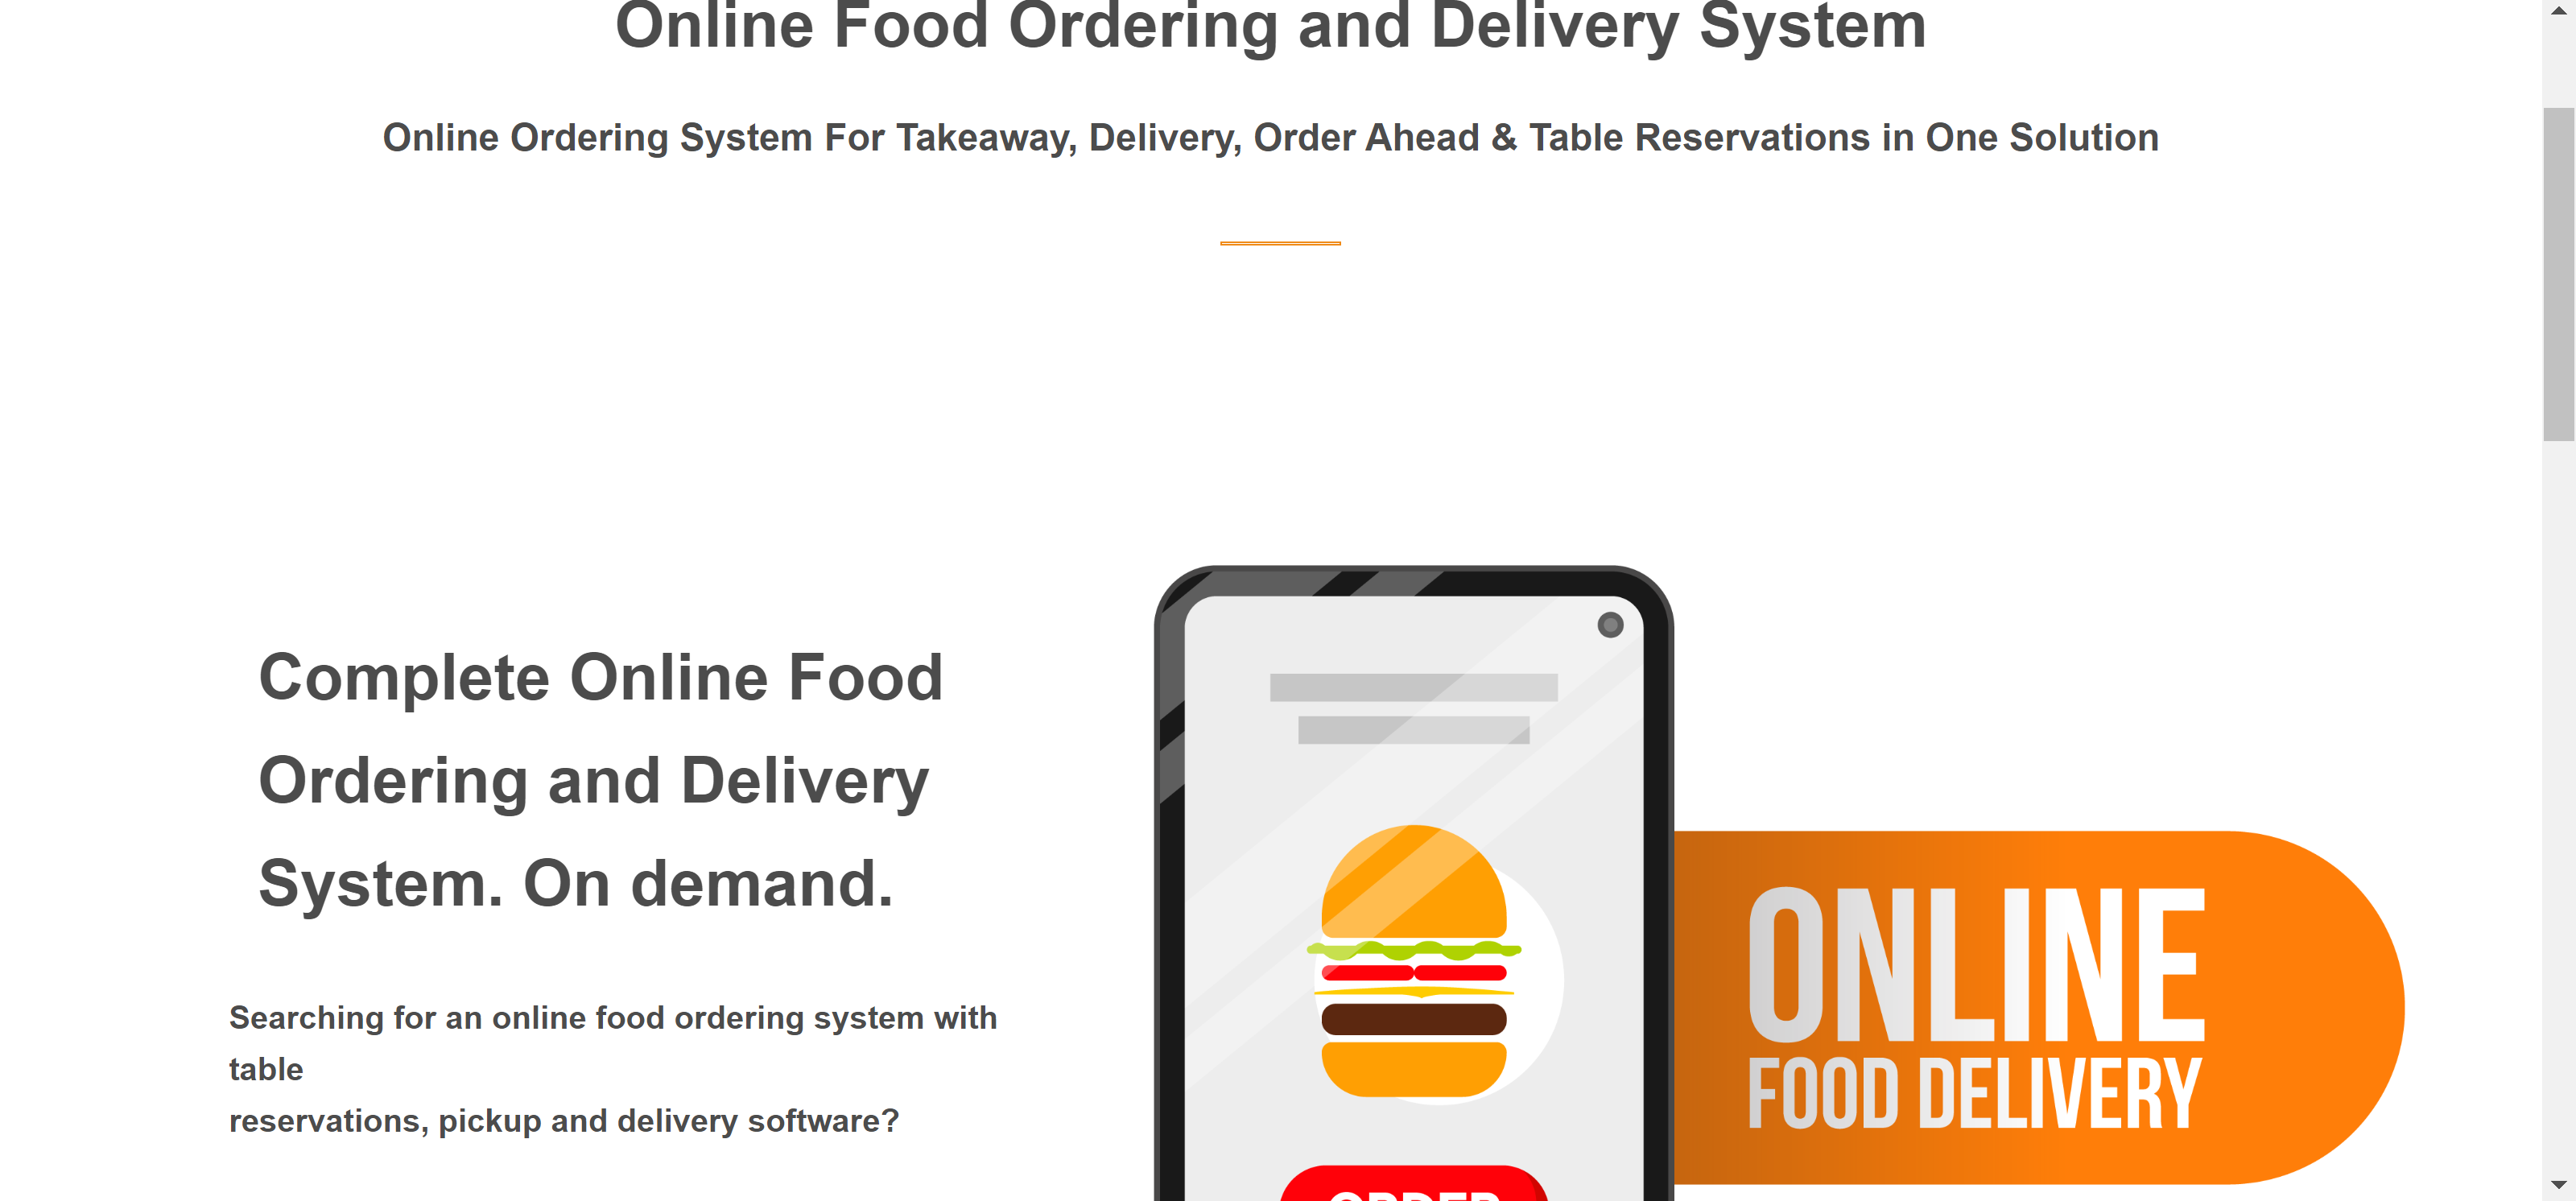 Online Food Ordering and Delivery System
Online Ordering System For Takeaway, Delivery, Order Ahead & Table Reservations in One Solution
Complete Online Food
Ordering and Delivery
System. On demand.
Searching for an online food ordering system with
table
reservations, pickup and delivery software?
ONLINE
FOOD DELIVERY
ORDER